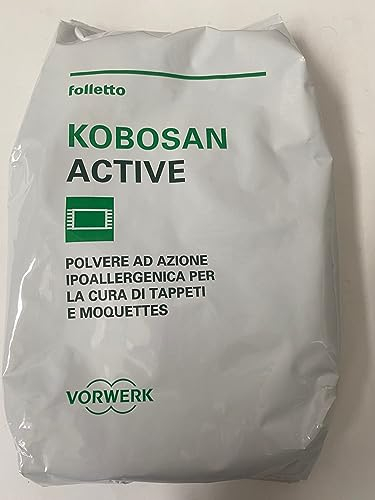 folletto
KOBOSAN
ACTIVE
POLVERE AD AZIONE
IPOALLERGENICA PER
LA CURA DI TAPPETI
E MOQUETTES
VORWERK